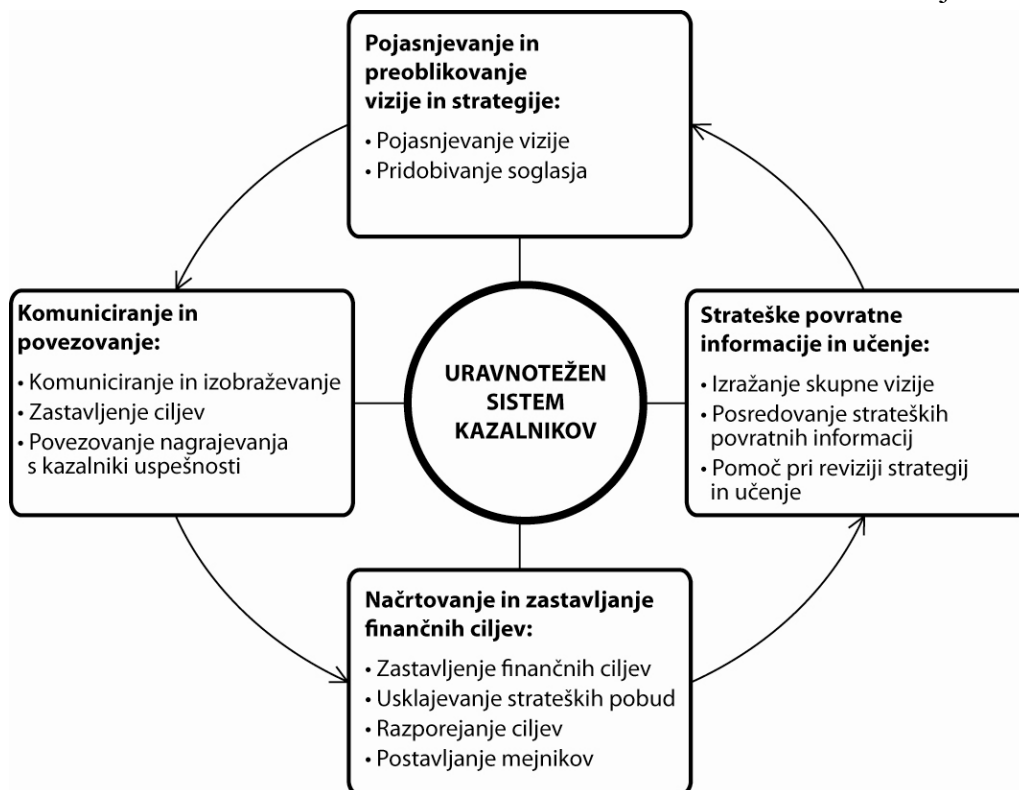 Pojasnjevanje in
preoblikovanje
vizije in strategije:
• Pojasnjevanje vizije
• Pridobivanje soglasja
Komuniciranje in
povezovanje:
• Komuniciranje in izobraževanje
• Zastavljenje ciljev
• Povezovanje nagrajevanja
s kazalniki uspešnosti
URAVNOTEŽEN
SISTEM
KAZALNIKOV
Strateške povratne
informacije in učenje:
• Izražanje skupne vizije
• Posredovanje strateških
povratnih informacij
• Pomoč pri reviziji strategij
in učenje
Načrtovanje in zastavljanje
finančnih ciljev:
• Zastavljenje finančnih ciljev
• Usklajevanje strateških pobud
• Razporejanje ciljev
• Postavljanje mejnikov